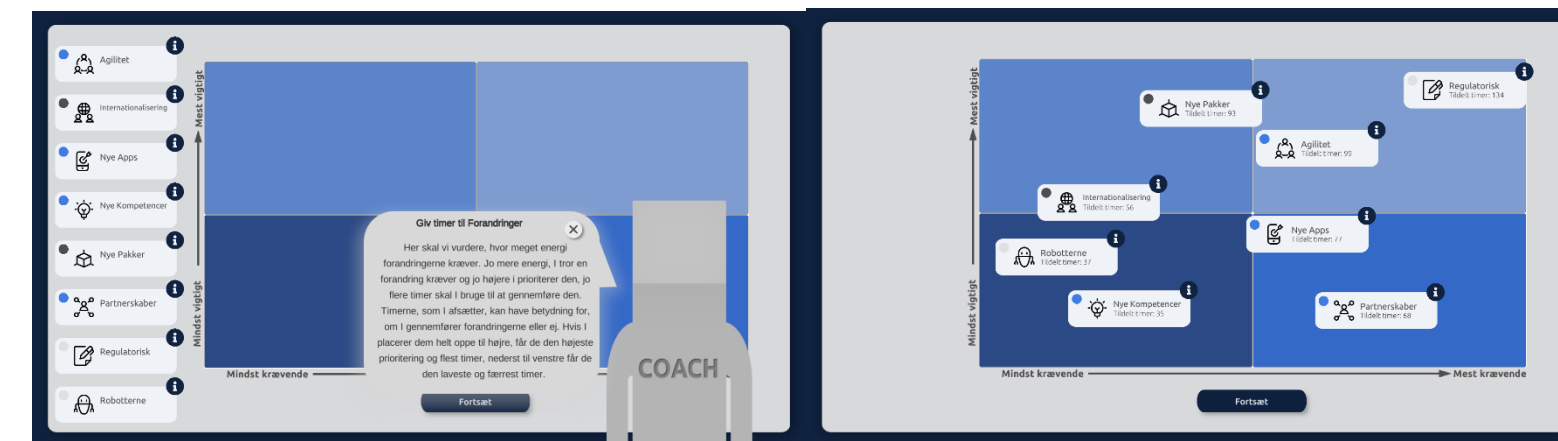 Agilitet
Internationalisering
Nye Apps
Nye Kompetencer
Nye Pakker
Partnerskaber
Regulatorisk
Robotterne
Mest vigtigt
Mindst vigtigt
Mindst krævende
Giv timer til Forandringer
Her skal vi vurdere, hvor meget energi
forandringerne kræver. Jo mere energi, I tror en
forandring kræver og jo højere i prioriterer den, jo
flere timer skal I bruge til at gennemføre den.
Timerne, som I afsætter, kan have betydning for,
om I gennemfører forandringerne eller ej. Hvis I
placerer dem helt oppe til højre, får de den højeste
prioritering og flest timer, nederst til venstre får de
den laveste og færrest timer.
COACH
Fortsæt
Mest vigtigt
Mindst vigtigt
Regulatorisk
Tildelt timer: 134
Nye Pakker
Tildelt timer: 93
Agilitet
Tildelt timer: 99
Internationalisering
Tildelt timer: 56
Nye Apps
Tildelt timer: 77
Robotterne
Tildelt timer: 37
Nye Kompetencer
Tildelt timer: 35
Partnerskaber
Tildelt timer: 68
Mindst krævende
Mest krævende
Fortsæt